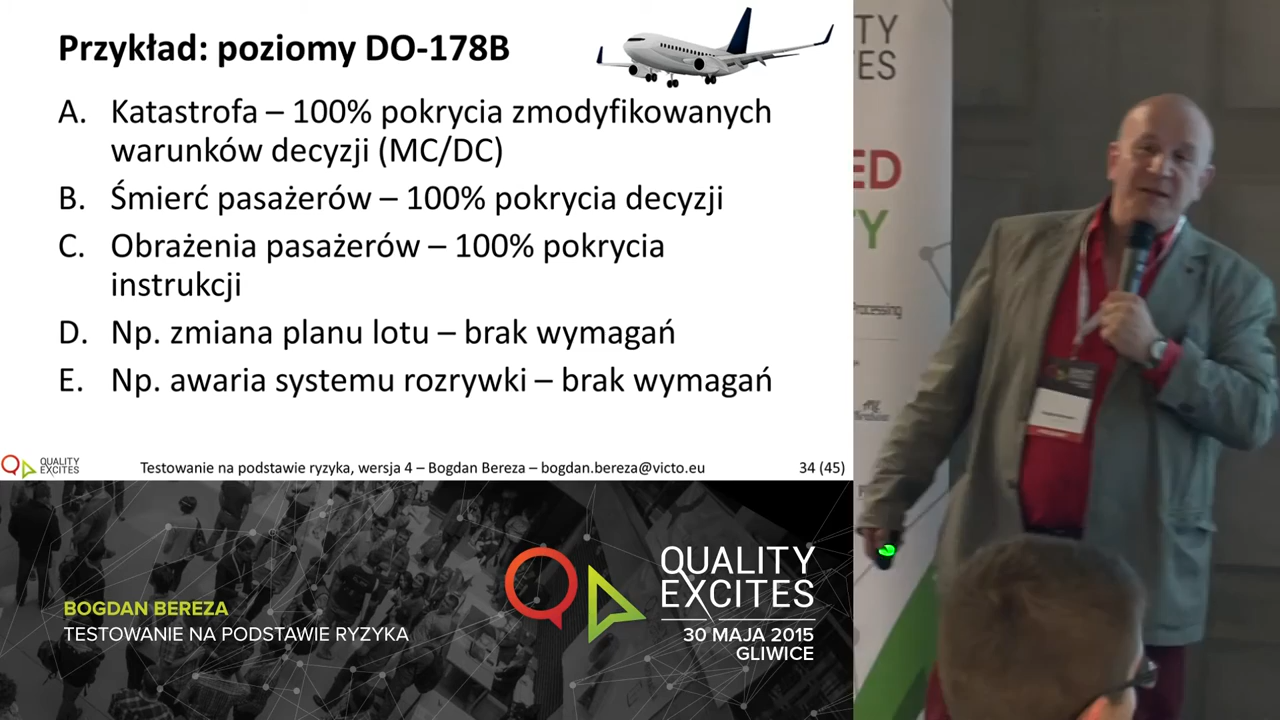 Przykład: poziomy DO-178B
A. Katastrofa – 100% pokrycia zmodyfikowanych
warunków decyzji (MC/DC)
B. Śmierć pasażerów – 100% pokrycia decyzji
C. Obrażenia pasażerów – 100% pokrycia
instrukcji
D. Np. zmiana planu lotu – brak wymagań
E. Np. awaria systemu rozrywki – brak wymagań
QUALITY
EXCITES
Testowanie na podstawie ryzyka, wersja 4 – Bogdan Bereza – bogdan.bereza@victo.eu
34 (45)
BOGDAN BEREZA
TESTOWANIE NA PODSTAWIE RYZYKA
QUALITY
EXCITES
30 MAJA 2015
GLIWICE
ITY
ES
ED
Y